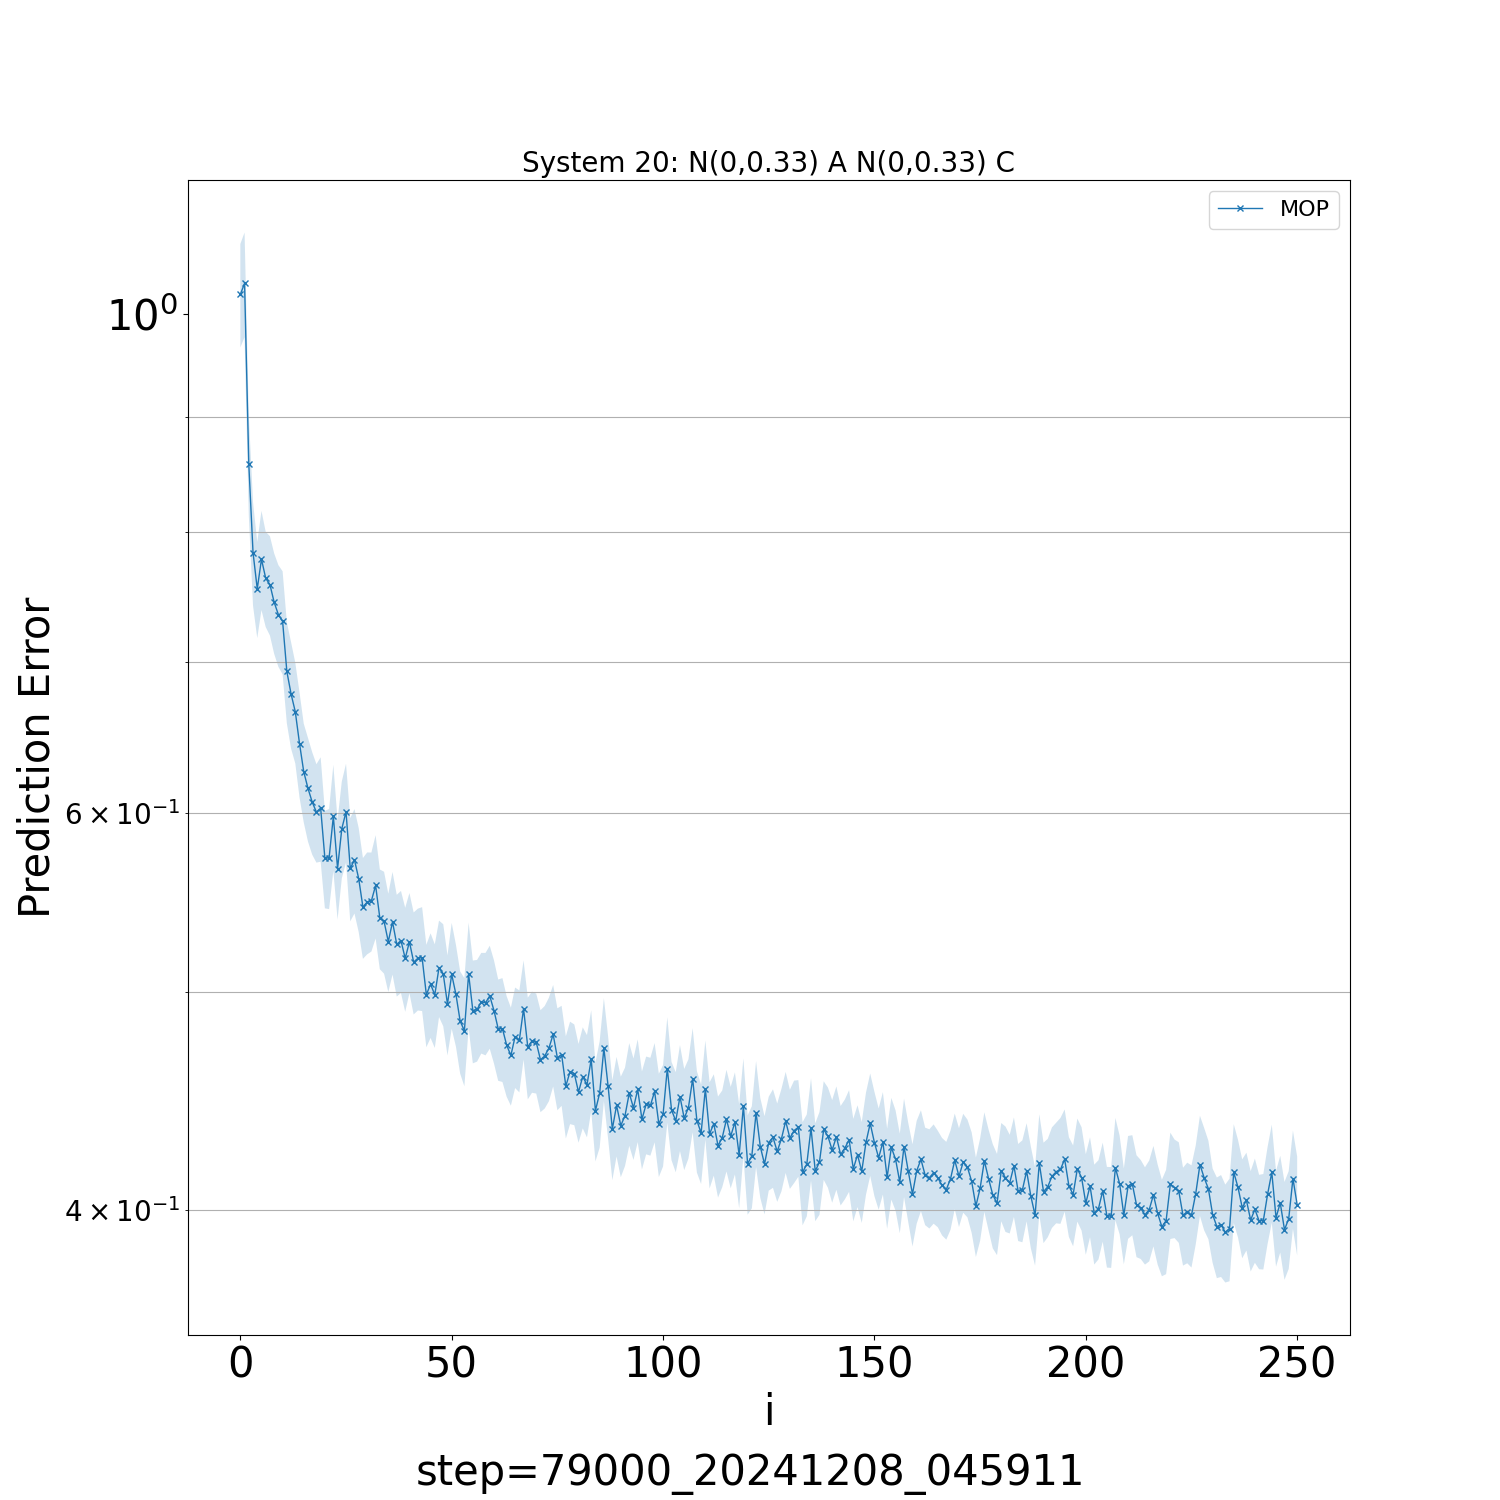 System 20: N(0,0.33) A N(0,0.33) C
MOP
10⁰
6 × 10⁻¹
4 × 10⁻¹
Prediction Error
0 50 100 150 200 250
i
step=79000_20241208_045911